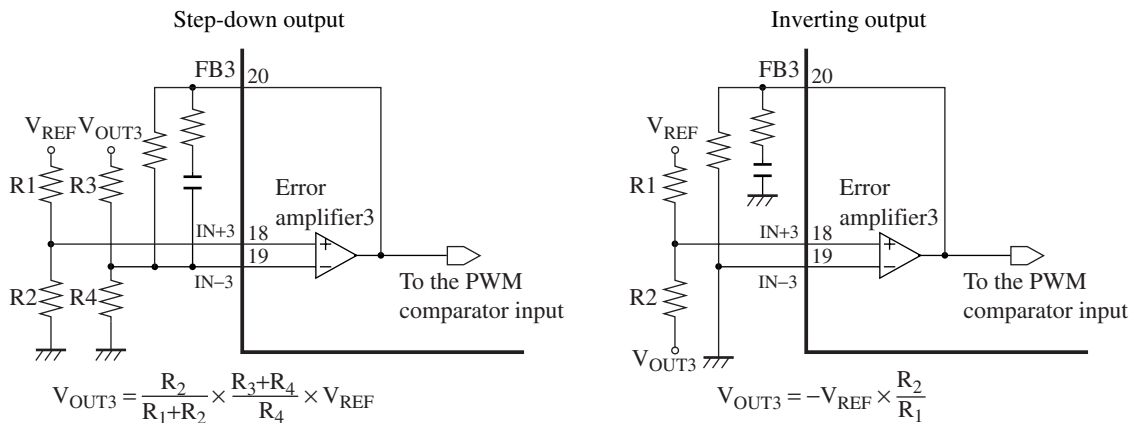 Step-down output
FB3
20
V_REF V_OUT3
R1
R3
Error
amplifier3
IN+3
18
+
19
−
IN−3
R2
R4
To the PWM
comparator input
V_OUT3 = R_2/(R_1+R_2) × (R_3+R_4)/R_4 × V_REF
Inverting output
FB3
20
V_REF
R1
Error
amplifier3
IN+3
18
+
19
−
IN−3
R2
To the PWM
comparator input
V_OUT3
V_OUT3 = −V_REF × R_2/R_1